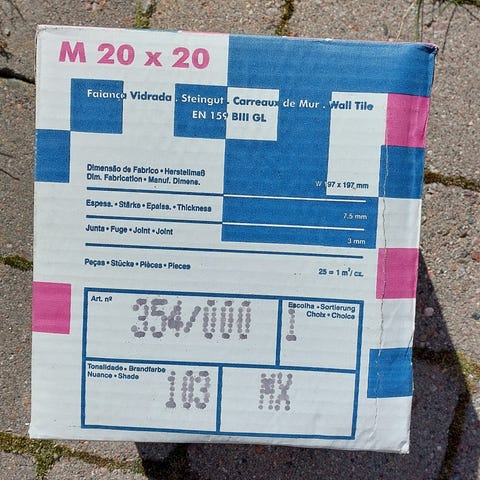 M 20 x 20
Faiança Vidrada . Steingut . Carreaux de Mur . Wall Tile
EN 159 BIII GL
Dimensão de Fabrico • Herstellmaß
Dim. Fabrication • Manuf. Dimens.
W 197 x 197 mm
Espess. • Stärke • Epaiss. • Thickness
7.5 mm
Junta • Fuge • Joint • Joint
3 mm
Peças • Stücke • Pièces • Pieces
25 = 1 m²/cx.
Art. nº
354/000
Escolha • Sortierung
Choix • Choice
1
Tonalidade • Brandfarbe
Nuance • Shade
103
MX